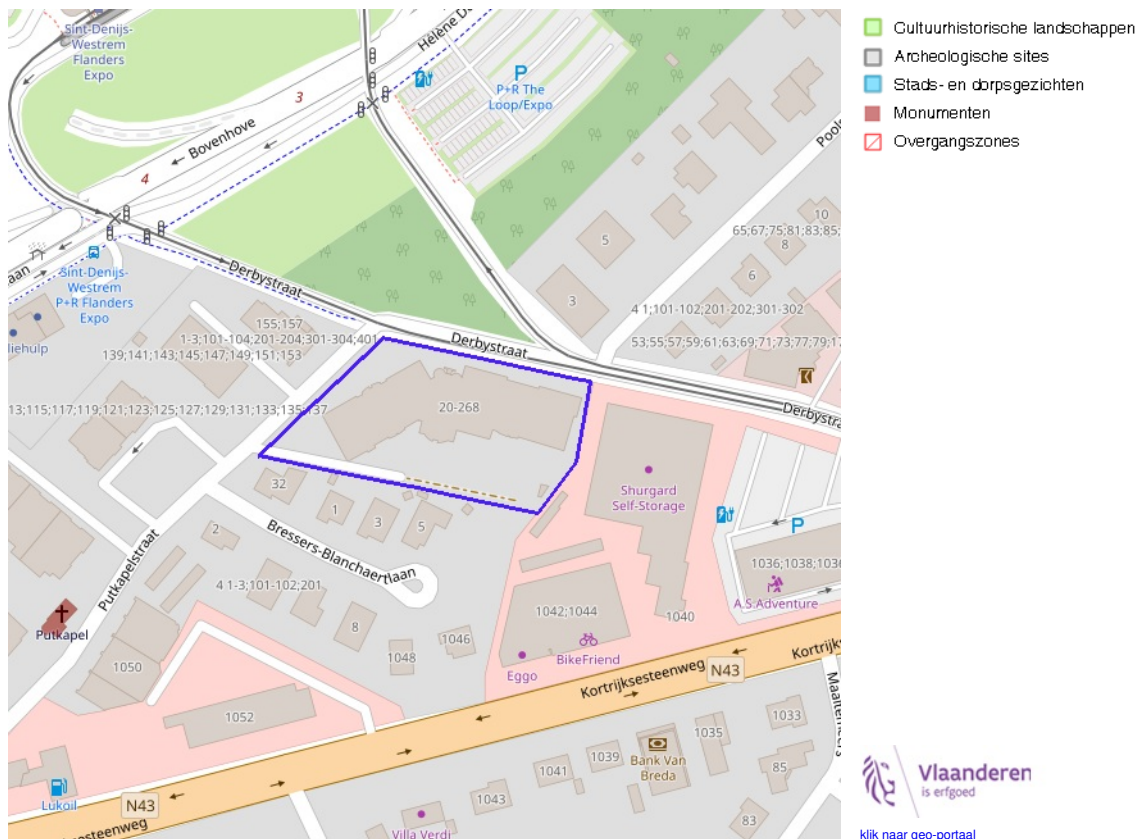 Sint-Denijs-
Westrem
Flanders
Expo
3
P
P+R The
Loop/Expo
Bovenhove
4
10
65;67;75;81;83;85;
8
5
6
Derbystraat
Sint-Denijs-
Westrem
P+R Flanders
Expo
3
4 1;101-102;201-202;301-302
155;157
1-3;101-104;201-204;301-304;401
139;141;143;145;147;149;151;153
Derbystraat
53;55;57;59;61;63;69;71;73;77;79;
20-268
Derbystraat
13;115;117;119;121;123;125;127;129;131;133;135;137
32
Shurgard
Self-Storage
1
3
5
P
2
Bressers-Blanchaertlaan
Putkapelstraat
1036;1038;1036
4 1-3;101-102;201
A.S.Adventure
1042;1044
1040
Putkapel
8
1046
BikeFriend
1048
1050
Eggo
Kortrijksesteenweg
N43
1052
1033
1035
1039
Bank Van
Breda
1041
85
Lukoil
N43
1043
83
Villa Verdi
Cultuurhistorische landschappen
Archeologische sites
Stads- en dorpsgezichten
Monumenten
Overgangszones
Vlaanderen
is erfgoed
klik naar geo-portaal